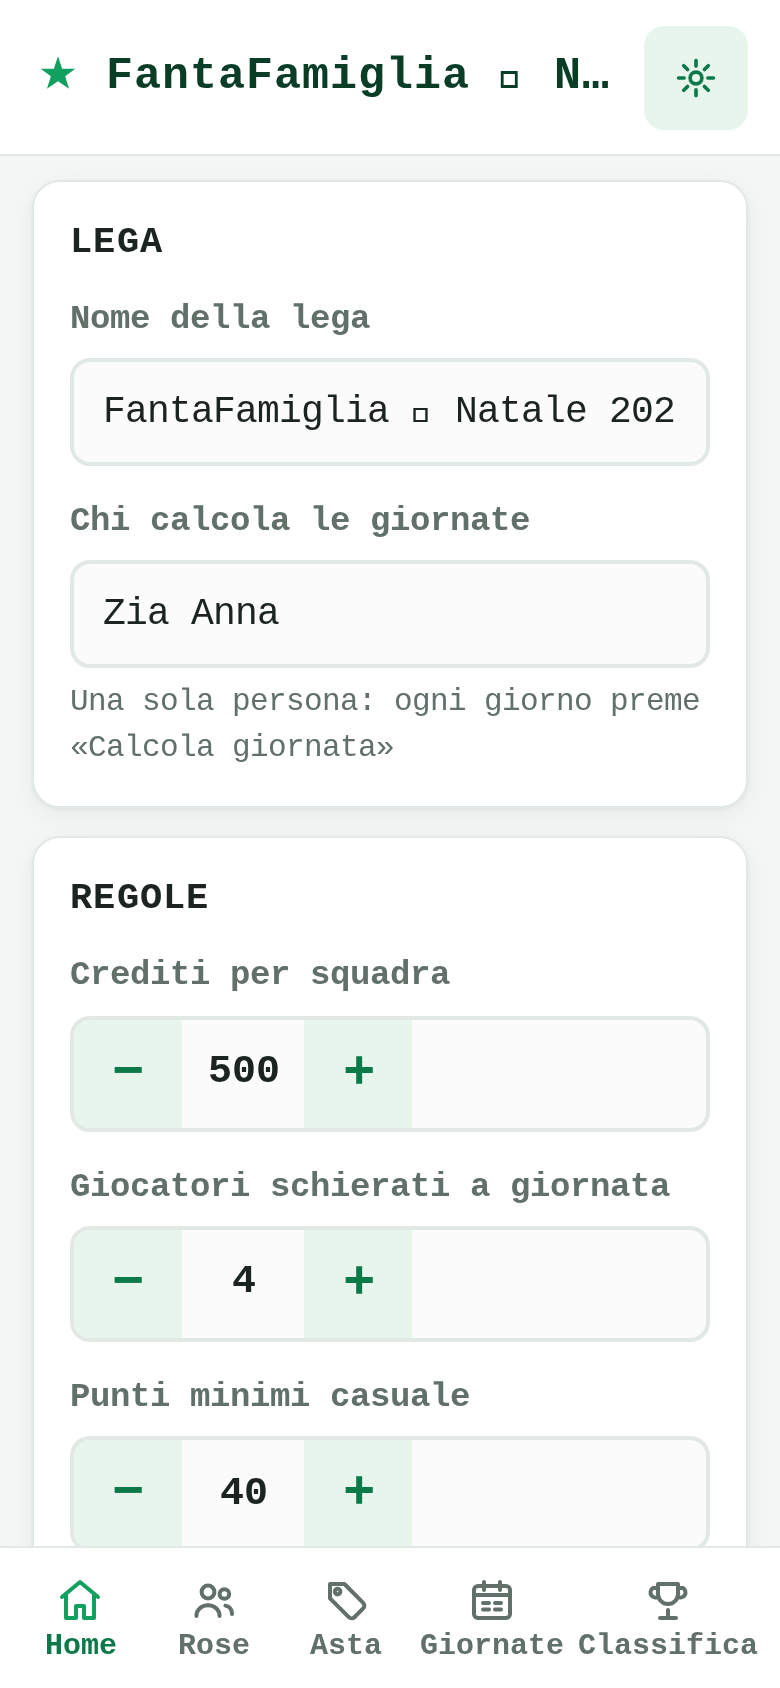 ★ FantaFamiglia □ N…
LEGA
Nome della lega
FantaFamiglia □ Natale 202
Chi calcola le giornate
Zia Anna
Una sola persona: ogni giorno preme
«Calcola giornata»
REGOLE
Crediti per squadra
− 500 +
Giocatori schierati a giornata
− 4 +
Punti minimi casuale
− 40 +
Home Rose Asta Giornate Classifica